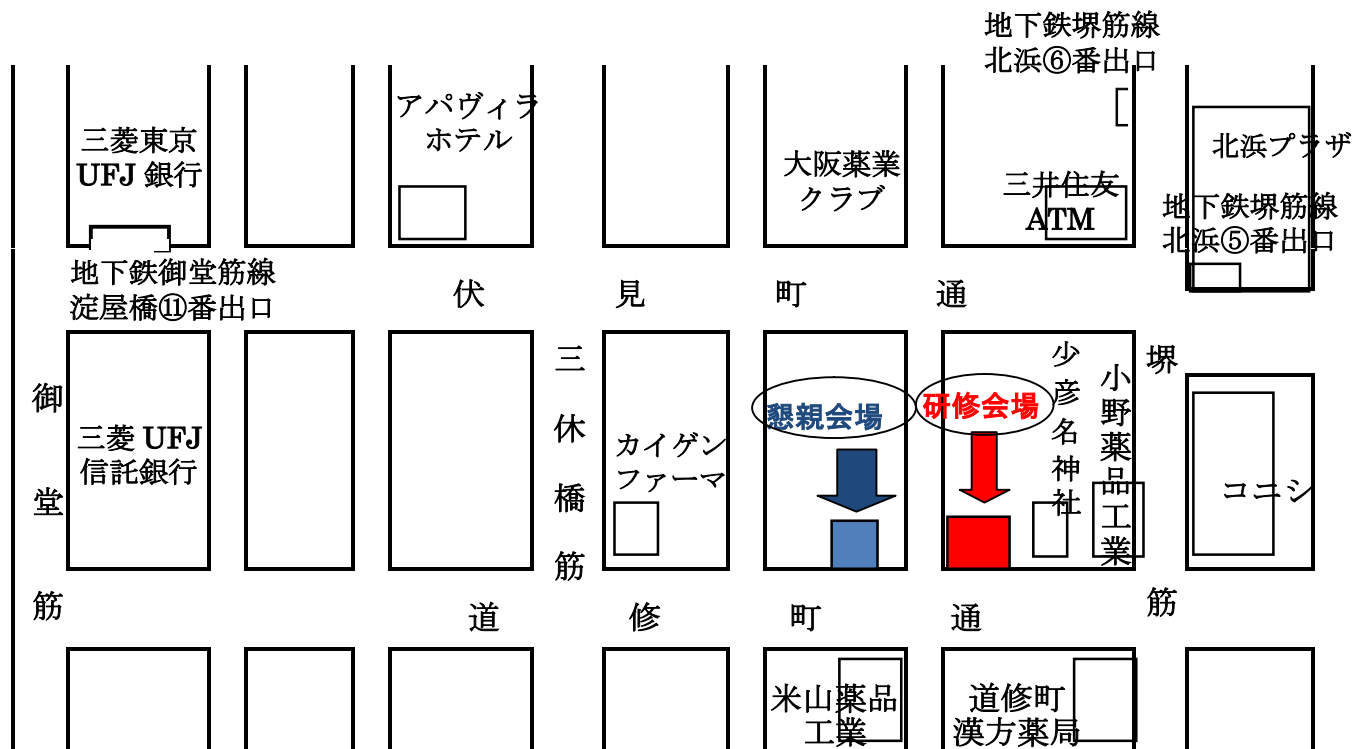 地下鉄堺筋線
北浜⑥番出口
アパヴィラ
ホテル
三菱東京
UFJ 銀行
大阪薬業
クラブ
三井住友
ATM
北浜プラザ
地下鉄堺筋線
北浜⑤番出口
地下鉄御堂筋線
淀屋橋⑪番出口
伏見町通
御堂筋
三菱 UFJ
信託銀行
三休橋筋
カイゲン
ファーマ
懇親会場
研修会場
少彦名神社
小野薬品工業
堺筋
コニシ
道修町通
米山薬品
工業
道修町
漢方薬局